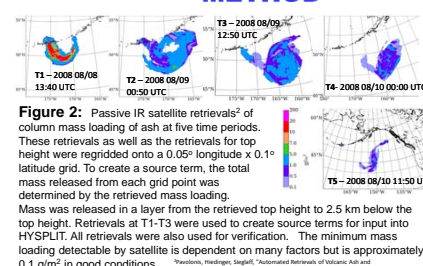 METHOD
T1 – 2008 08/08
13:40 UTC
T2 – 2008 08/09
00:50 UTC
T3 – 2008 08/09
12:50 UTC
T4- 2008 08/10 00:00 UTC
T5 – 2008 08/10 11:50 U
Figure 2: Passive IR satellite retrievals² of
column mass loading of ash at five time periods.
These retrievals as well as the retrievals for top
height were regridded onto a 0.05° longitude x 0.1°
latitude grid. To create a source term, the total
mass released from each grid point was
determined by the retrieved mass loading.
Mass was released in a layer from the retrieved top height to 2.5 km below the
top height. Retrievals at T1-T3 were used to create source terms for input into
HYSPLIT. All retrievals were also used for verification. The minimum mass
loading detectable by satellite is dependent on many factors but is approximately
0.1 g/m² in good conditions.
²Pavolonis, Hiedinger, Sieglaff, "Automated Retrievals of Volcanic Ash and